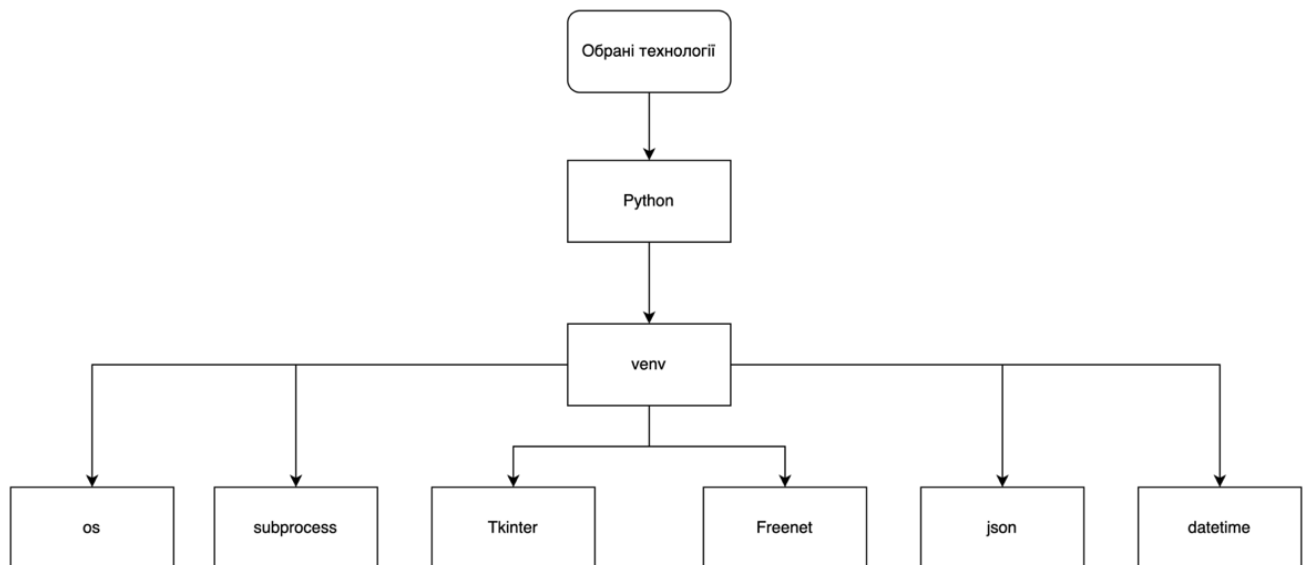 Обрані технології
Python
venv
os
subprocess
Tkinter
Freenet
json
datetime